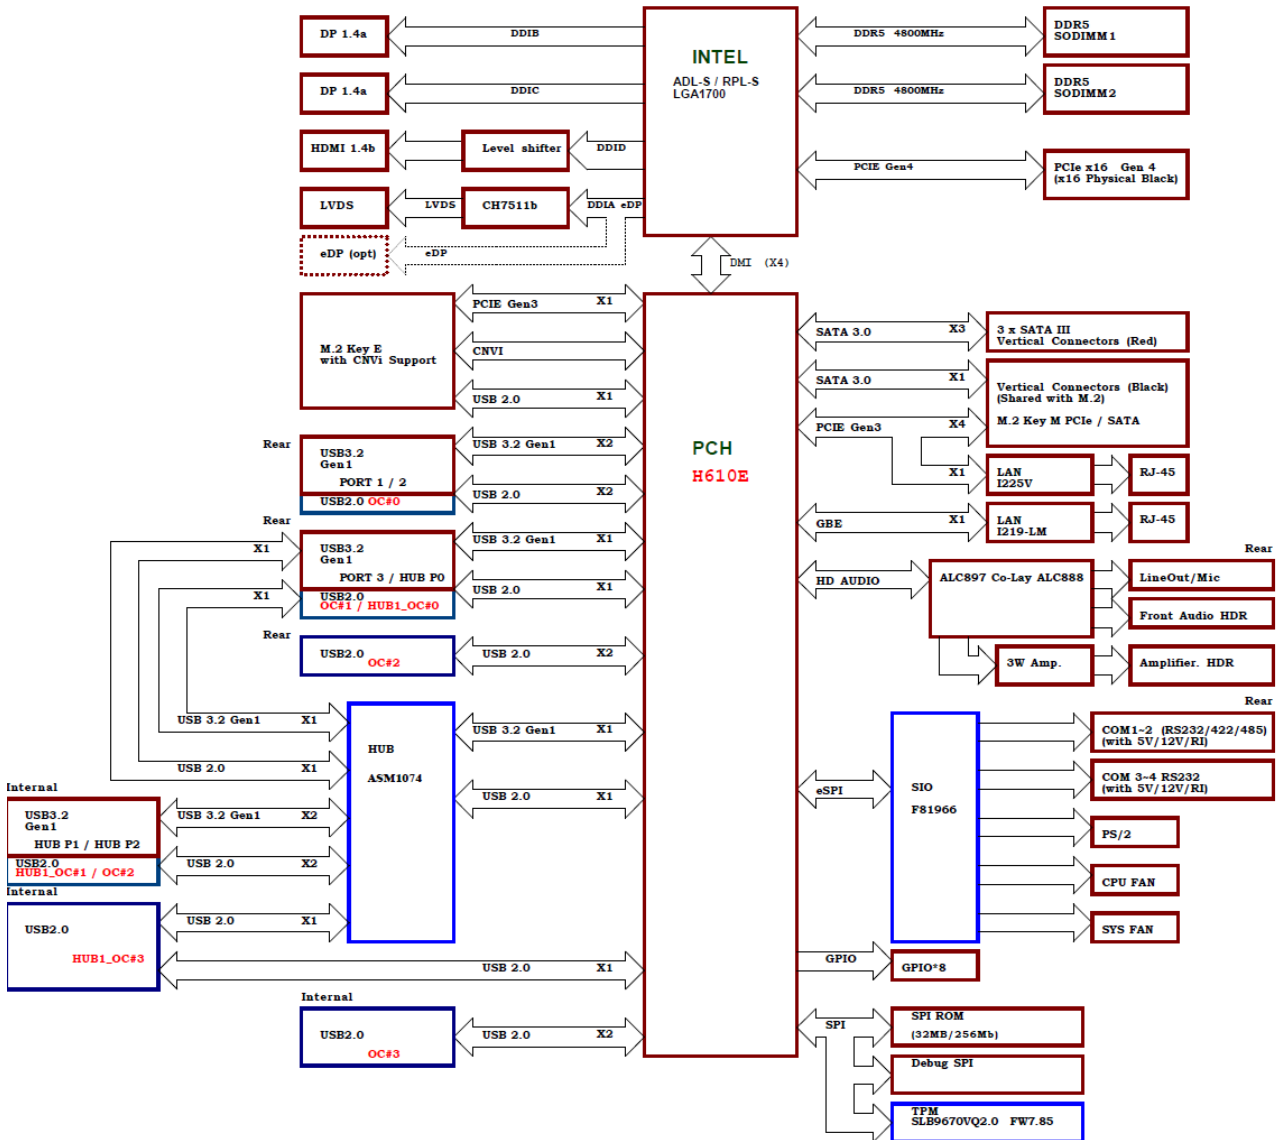 DP 1.4a
DDIB
INTEL
ADL-S / RPL-S
LGA1700
DDR5 4800MHz
DDR5
SODIMM1
DP 1.4a
DDIC
DDR5 4800MHz
DDR5
SODIMM2
HDMI 1.4b
Level shifter
DDID
PCIE Gen4
PCIe x16 Gen 4
(x16 Physical Black)
LVDS
LVDS
CH7511b
DDIA eDP
eDP (opt)
eDP
DMI (X4)
M.2 Key E
with CNVi Support
PCIE Gen3 X1
CNVI
USB 2.0 X1
PCH
H610E
SATA 3.0 X3
3 x SATA III
Vertical Connectors (Red)
SATA 3.0 X1
Vertical Connectors (Black)
(Shared with M.2)
M.2 Key M PCIe / SATA
PCIE Gen3 X4
X1
LAN
I225V
RJ-45
GBE X1
LAN
I219-LM
RJ-45
Rear
USB3.2
Gen1
PORT 1 / 2
USB2.0 OC#0
USB 3.2 Gen1 X2
USB 2.0 X2
Rear
USB3.2
Gen1
PORT 3 / HUB P0
USB2.0
OC#1 / HUB1_OC#0
X1
X1
USB 3.2 Gen1 X1
USB 2.0 X1
Rear
USB2.0
OC#2
USB 2.0 X2
HD AUDIO
ALC897 Co-Lay ALC888
Rear
LineOut/Mic
Front Audio HDR
3W Amp.
Amplifier. HDR
USB 3.2 Gen1 X1
USB 2.0 X1
HUB
ASM1074
USB 3.2 Gen1 X1
USB 2.0 X1
Internal
USB3.2
Gen1
HUB P1 / HUB P2
USB2.0
HUB1_OC#1 / OC#2
USB 3.2 Gen1 X2
USB 2.0 X2
Internal
USB2.0
HUB1_OC#3
USB 2.0 X1
USB 2.0 X1
Internal
USB2.0
OC#3
USB 2.0 X2
eSPI
SIO
F81966
Rear
COM1~2 (RS232/422/485)
(with 5V/12V/RI)
COM 3~4 RS232
(with 5V/12V/RI)
PS/2
CPU FAN
SYS FAN
GPIO
GPIO*8
SPI
SPI ROM
(32MB/256Mb)
Debug SPI
TPM
SLB9670VQ2.0 FW7.85